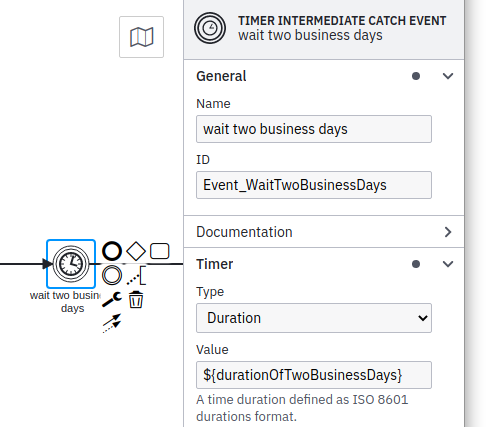 TIMER INTERMEDIATE CATCH EVENT
wait two business days
General
Name
wait two business days
ID
Event_WaitTwoBusinessDays
Documentation
Timer
Type
Duration
Value
${durationOfTwoBusinessDays}
A time duration defined as ISO 8601
durations format.
wait two busin
days